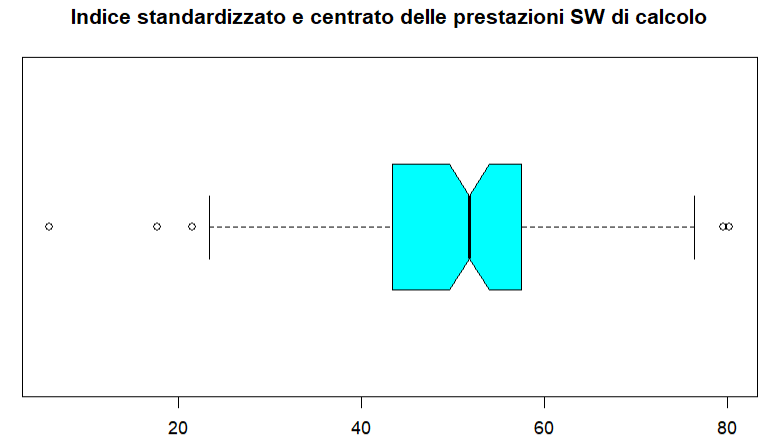 Indice standardizzato e centrato delle prestazioni SW di calcolo
20 40 60 80